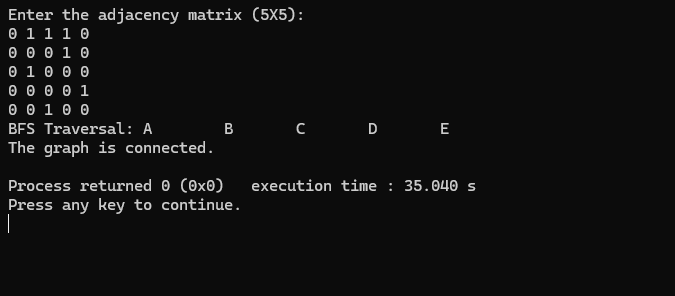 Enter the adjacency matrix (5X5):
0 1 1 1 0
0 0 0 1 0
0 1 0 0 0
0 0 0 0 1
0 0 1 0 0
BFS Traversal: A        B       C       D       E
The graph is connected.
Process returned 0 (0x0)   execution time : 35.040 s
Press any key to continue.